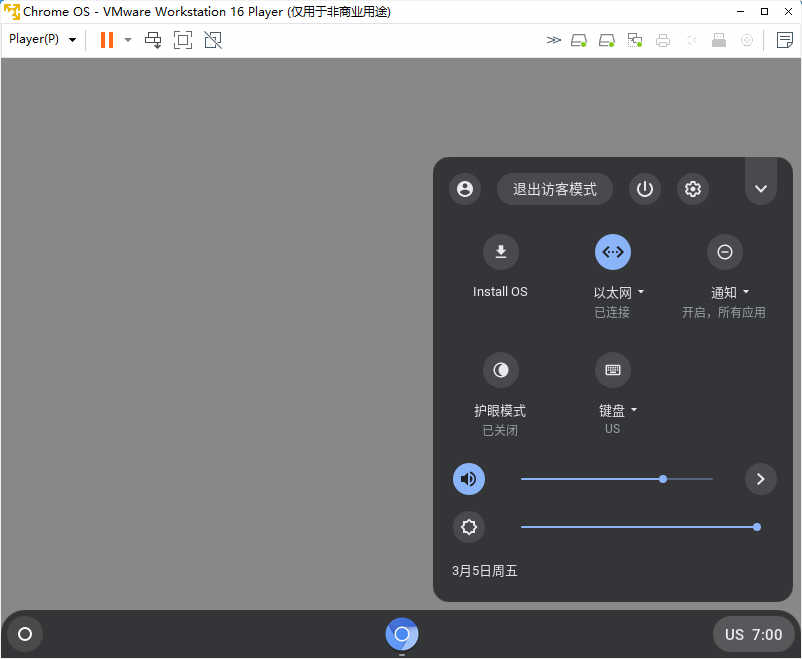 Chrome OS - VMware Workstation 16 Player (仅用于非商业用途)
Player(P)
退出访客模式
Install OS
以太网
已连接
通知
开启，所有应用
护眼模式
已关闭
键盘
US
3月5日周五
US 7:00